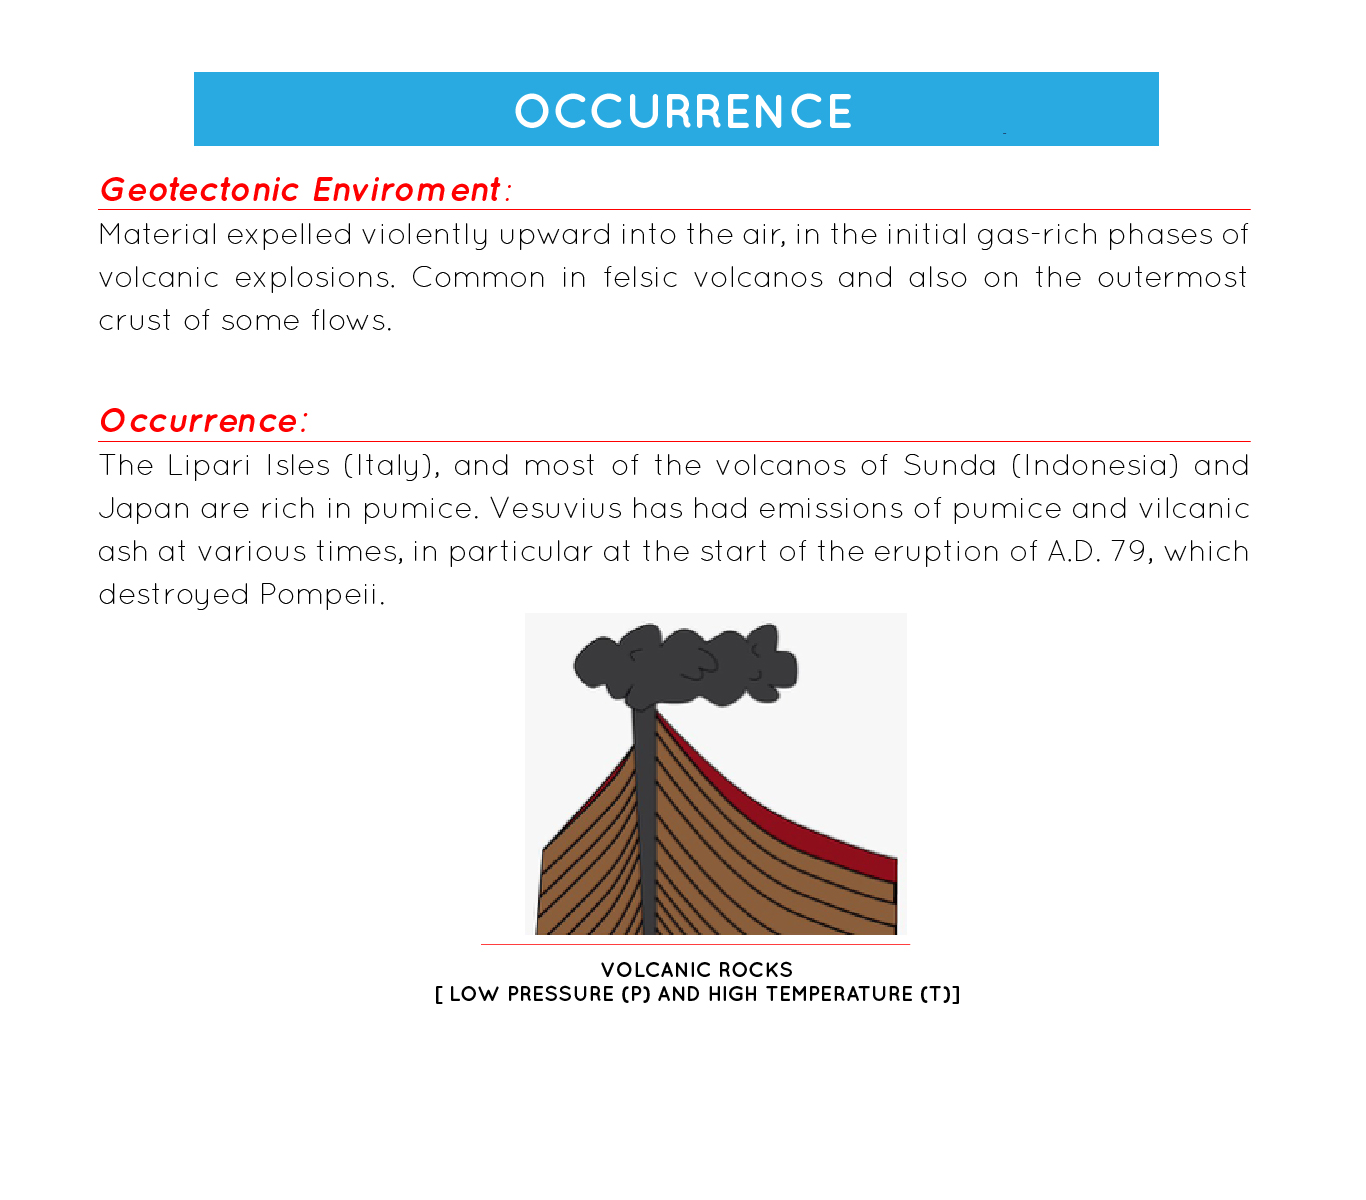 OCCURRENCE
Geotectonic Enviroment:
Material expelled violently upward into the air, in the initial gas-rich phases of
volcanic explosions. Common in felsic volcanos and also on the outermost
crust of some flows.
Occurrence:
The Lipari Isles (Italy), and most of the volcanos of Sunda (Indonesia) and
Japan are rich in pumice. Vesuvius has had emissions of pumice and vilcanic
ash at various times, in particular at the start of the eruption of A.D. 79, which
destroyed Pompeii.
VOLCANIC ROCKS
[ LOW PRESSURE (P) AND HIGH TEMPERATURE (T)]